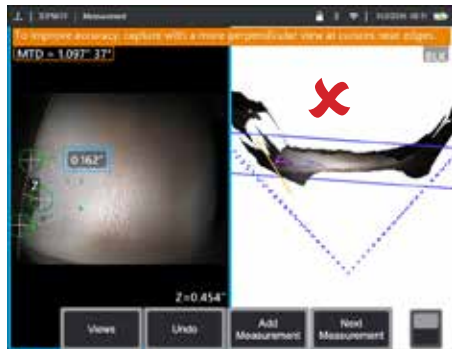 Measurement
To improve accuracy, capture with a more perpendicular view at cursors near edges.
MTD = 1.097" 37°
0.162"
Z=0.454"
Views
Undo
Add
Measurement
Next
Measurement